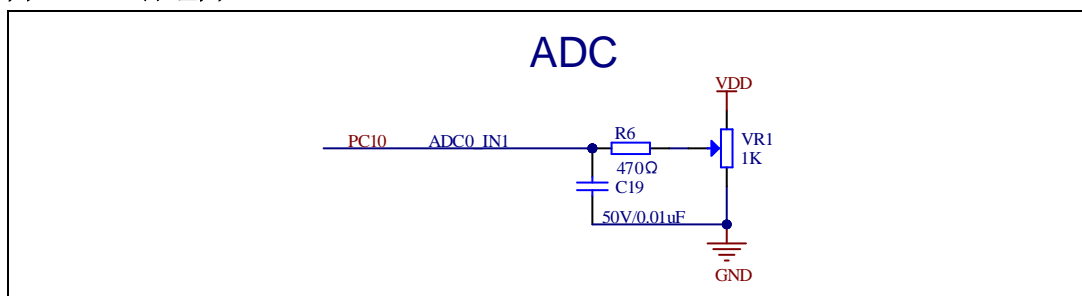 ADC
VDD
PC10 ADC0_IN1 R6 VR1
1K
470Ω
C19
50V/0.01uF
GND